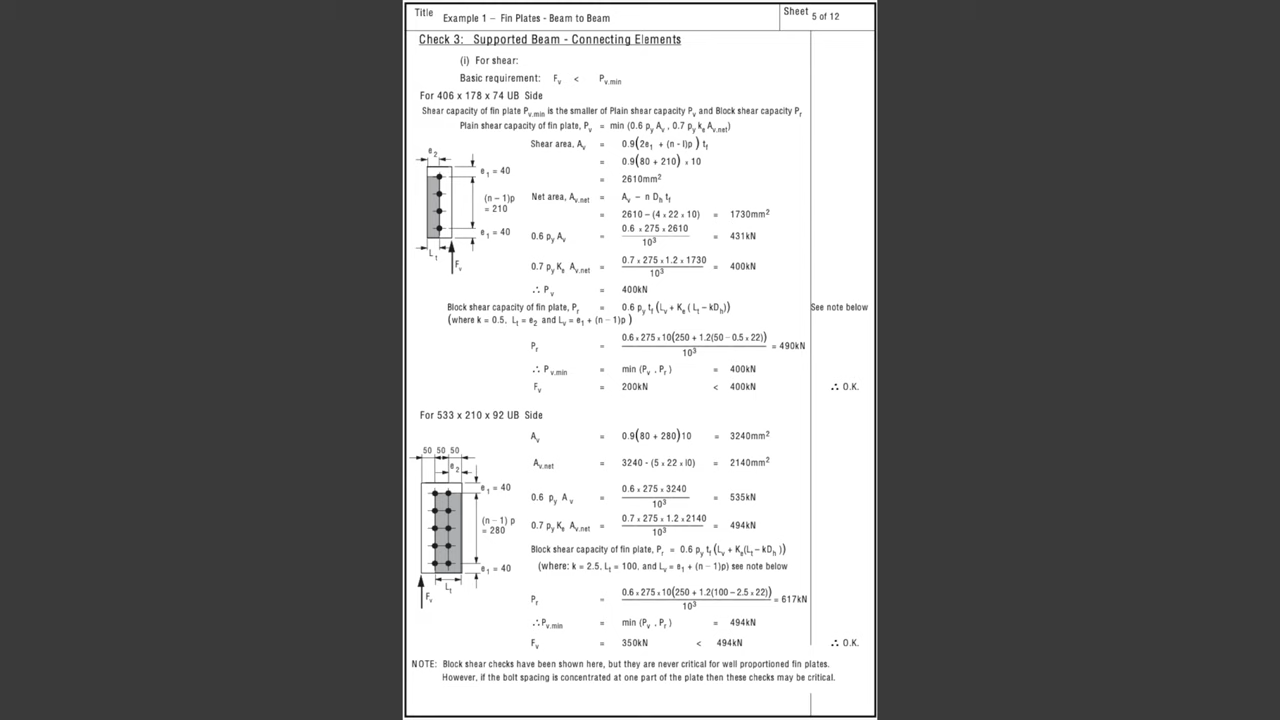 Title Example 1 – Fin Plates - Beam to Beam Sheet 5 of 12
Check 3: Supported Beam - Connecting Elements
(i) For shear:
Basic requirement: Fv < Pv.min
For 406 x 178 x 74 UB Side
Shear capacity of fin plate Pv.min is the smaller of Plain shear capacity Pv and Block shear capacity Pr
Plain shear capacity of fin plate, Pv = min (0.6 py Av , 0.7 py ke Av.net)
Shear area, Av = 0.9(2e1 + (n - l)p ) tf
= 0.9(80 + 210) x 10
= 2610mm2
Net area, Av.net = Av – n Dh tf
= 2610 – (4 x 22 x 10) = 1730mm2
0.6 py Av = 0.6 x 275 x 2610 / 103 = 431kN
0.7 py Ke Av.net = 0.7 x 275 x 1.2 x 1730 / 103 = 400kN
∴ Pv = 400kN
e2
e1 = 40
(n – 1)p
= 210
e1 = 40
Lt
Fv
Block shear capacity of fin plate, Pr = 0.6 py tf (Lv + Ke ( Lt – kDh)) See note below
(where k = 0.5, Lt = e2 and Lv = e1 + (n – 1)p )
Pr = 0.6 x 275 x 10(250 + 1.2(50 – 0.5 x 22)) / 103 = 490kN
∴ Pv.min = min (Pv , Pr ) = 400kN
Fv = 200kN < 400kN ∴ O.K.
For 533 x 210 x 92 UB Side
Av = 0.9(80 + 280)10 = 3240mm2
Av.net = 3240 - (5 x 22 x l0) = 2140mm2
0.6 py Av = 0.6 x 275 x 3240 / 103 = 535kN
0.7 py Ke Av.net = 0.7 x 275 x 1.2 x 2140 / 103 = 494kN
50 50 50
e2
e1 = 40
(n – 1) p
= 280
e1 = 40
Lt
Fv
Block shear capacity of fin plate, Pr = 0.6 py tf (Lv + Ke(Lt – kDh ))
(where: k = 2.5, Lt = 100, and Lv = e1 + (n – 1)p) see note below
Pr = 0.6 x 275 x 10(250 + 1.2(100 – 2.5 x 22)) / 103 = 617kN
∴Pv.min = min (Pv , Pr ) = 494kN
Fv = 350kN < 494kN ∴ O.K.
NOTE: Block shear checks have been shown here, but they are never critical for well proportioned fin plates.
However, if the bolt spacing is concentrated at one part of the plate then these checks may be critical.